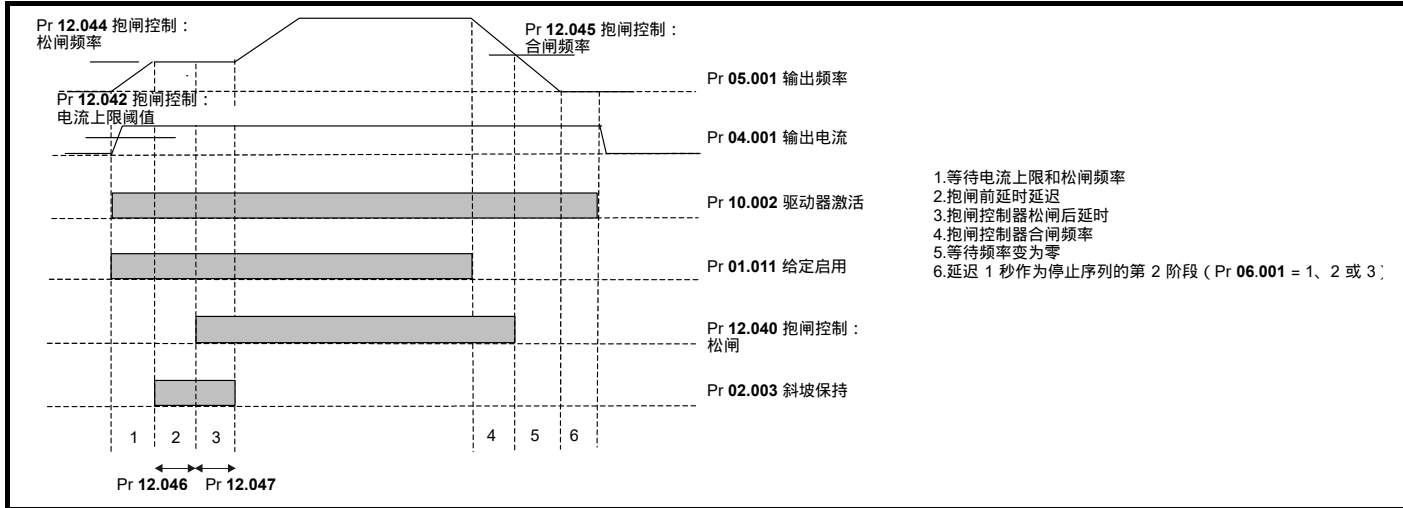 Pr 12.044 抱闸控制：
松闸频率
Pr 12.045 抱闸控制：
合闸频率
Pr 05.001 输出频率
Pr 12.042 抱闸控制：
电流上限阈值
Pr 04.001 输出电流
Pr 10.002 驱动器激活
Pr 01.011 给定启用
Pr 12.040 抱闸控制：
松闸
Pr 02.003 斜坡保持
1 2 3 4 5 6
Pr 12.046 Pr 12.047
1.等待电流上限和松闸频率
2.抱闸前延时延迟
3.抱闸控制器松闸后延时
4.抱闸控制器合闸频率
5.等待频率变为零
6.延迟 1 秒作为停止序列的第 2 阶段（Pr 06.001 = 1、2 或 3）